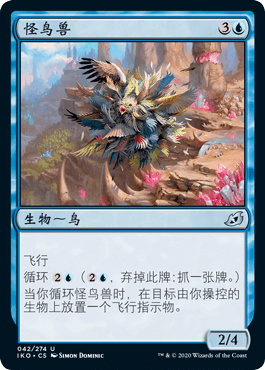 怪鸟兽 3
生物～鸟
飞行
循环 2 （2 ，弃掉此牌:抓一张牌。）
当你循环怪鸟兽时，在目标由你操控的
生物上放置一个飞行指示物。
2/4
042/274 U
IKO • CS SIMON DOMINIC
™ & © 2020 Wizards of the Coast